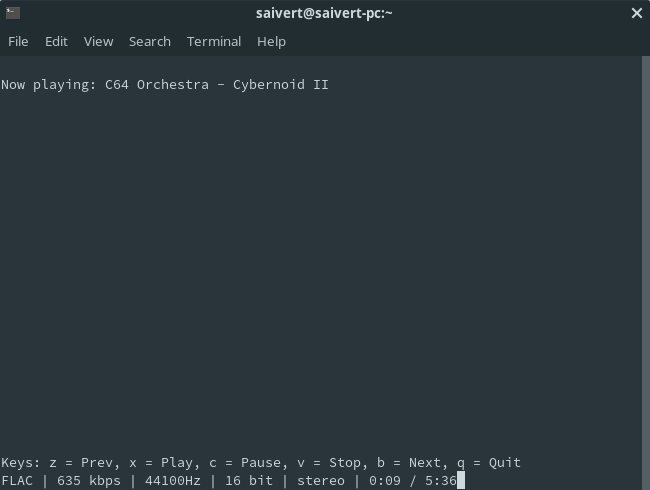 saivert@saivert-pc:~
File Edit View Search Terminal Help
Now playing: C64 Orchestra - Cybernoid II
Keys: z = Prev, x = Play, c = Pause, v = Stop, b = Next, q = Quit
FLAC | 635 kbps | 44100Hz | 16 bit | stereo | 0:09 / 5:36